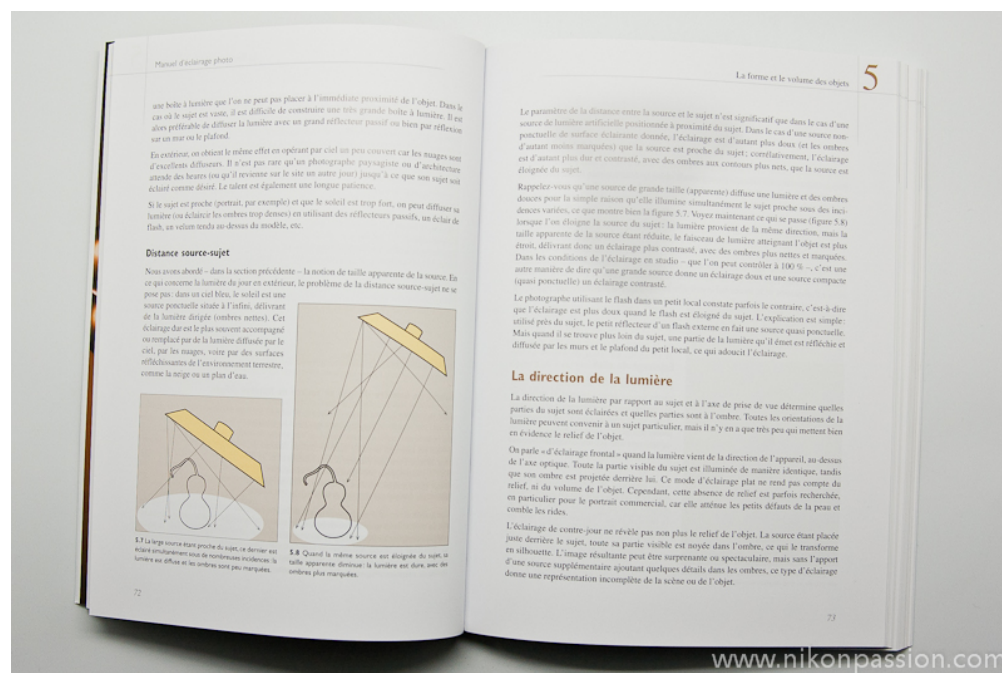 Manuel d'éclairage photo
une boîte à lumière que l'on ne peut pas placer à l'immédiate proximité de l'objet. Dans le
cas où le sujet est vaste, il est difficile de construire une très grande boîte à lumière. Il est
alors préférable de diffuser la lumière avec un grand réflecteur passif ou bien par réflexion
sur un mur ou le plafond.
En extérieur, on obtient le même effet en opérant par ciel un peu couvert car les nuages sont
d'excellents diffuseurs. Il n'est pas rare qu'un photographe paysagiste ou d'architecture
attende des heures (ou qu'il revienne sur le site un autre jour) jusqu'à ce que son sujet soit
éclairé comme désiré. Le talent est également une longue patience.
Si le sujet est proche (portrait, par exemple) et que le soleil est trop fort, on peut diffuser sa
lumière (ou éclaircir les ombres trop denses) en utilisant des réflecteurs passifs, un éclair de
flash, un velum tendu au-dessus du modèle, etc.
Distance source-sujet
Nous avons abordé – dans la section précédente – la notion de taille apparente de la source. En
ce qui concerne la lumière du jour en extérieur, le problème de la distance source-sujet ne se
pose pas : dans un ciel bleu, le soleil est une
source ponctuelle située à l'infini, délivrant
de la lumière dirigée (ombres nettes). Cet
éclairage dur est le plus souvent accompagné
ou remplacé par de la lumière diffusée par le
ciel, par les nuages, voire par des surfaces
réfléchissantes de l'environnement terrestre,
comme la neige ou un plan d'eau.
5.7 La large source étant proche du sujet, ce dernier est
éclairé simultanément sous de nombreuses incidences : la
lumière est diffuse et les ombres sont peu marquées.
5.8 Quand la même source est éloignée du sujet, sa
taille apparente diminue : la lumière est dure, avec des
ombres plus marquées.
72
La forme et le volume des objets
5
Le paramètre de la distance entre la source et le sujet n'est significatif que dans le cas d'une
source de lumière artificielle positionnée à proximité du sujet. Dans le cas d'une source non-
ponctuelle de surface éclairante donnée, l'éclairage est d'autant plus doux (et les ombres
d'autant moins marquées) que la source est proche du sujet ; corrélativement, l'éclairage
est d'autant plus dur et contrasté, avec des ombres aux contours plus nets, que la source est
éloignée du sujet.
Rappelez-vous qu'une source de grande taille (apparente) diffuse une lumière et des ombres
douces pour la simple raison qu'elle illumine simultanément le sujet proche sous des inci-
dences variées, ce que montre bien la figure 5.7. Voyez maintenant ce qui se passe (figure 5.8)
lorsque l'on éloigne la source du sujet : la lumière provient de la même direction, mais la
taille apparente de la source étant réduite, le faisceau de lumière atteignant l'objet est plus
étroit, délivrant donc un éclairage plus contrasté, avec des ombres plus nettes et marquées.
Dans les conditions de l'éclairage en studio – que l'on peut contrôler à 100 % –, c'est une
autre manière de dire qu'une grande source donne un éclairage doux et une source compacte
(quasi ponctuelle) un éclairage contrasté.
Le photographe utilisant le flash dans un petit local constate parfois le contraire, c'est-à-dire
que l'éclairage est plus doux quand le flash est éloigné du sujet. L'explication est simple :
utilisé près du sujet, le petit réflecteur d'un flash externe en fait une source quasi ponctuelle.
Mais quand il se trouve plus loin du sujet, une partie de la lumière qu'il émet est réfléchie et
diffusée par les murs et le plafond du petit local, ce qui adoucit l'éclairage.
La direction de la lumière
La direction de la lumière par rapport au sujet et à l'axe de prise de vue détermine quelles
parties du sujet sont éclairées et quelles parties sont à l'ombre. Toutes les orientations de la
lumière peuvent convenir à un sujet particulier, mais il n'y en a que très peu qui mettent bien
en évidence le relief de l'objet.
On parle « d'éclairage frontal » quand la lumière vient de la direction de l'appareil, au-dessus
de l'axe optique. Toute la partie visible du sujet est illuminée de manière identique, tandis
que son ombre est projetée derrière lui. Ce mode d'éclairage plat ne rend pas compte du
relief, ni du volume de l'objet. Cependant, cette absence de relief est parfois recherchée,
en particulier pour le portrait commercial, car elle atténue les petits défauts de la peau et
comble les rides.
L'éclairage de contre-jour ne révèle pas non plus le relief de l'objet. La source étant placée
juste derrière le sujet, toute sa partie visible est noyée dans l'ombre, ce qui le transforme
en silhouette. L'image résultante peut être surprenante ou spectaculaire, mais sans l'apport
d'une source supplémentaire ajoutant quelques détails dans les ombres, ce type d'éclairage
donne une représentation incomplète de la scène ou de l'objet.
73
www.nikonpassion.com